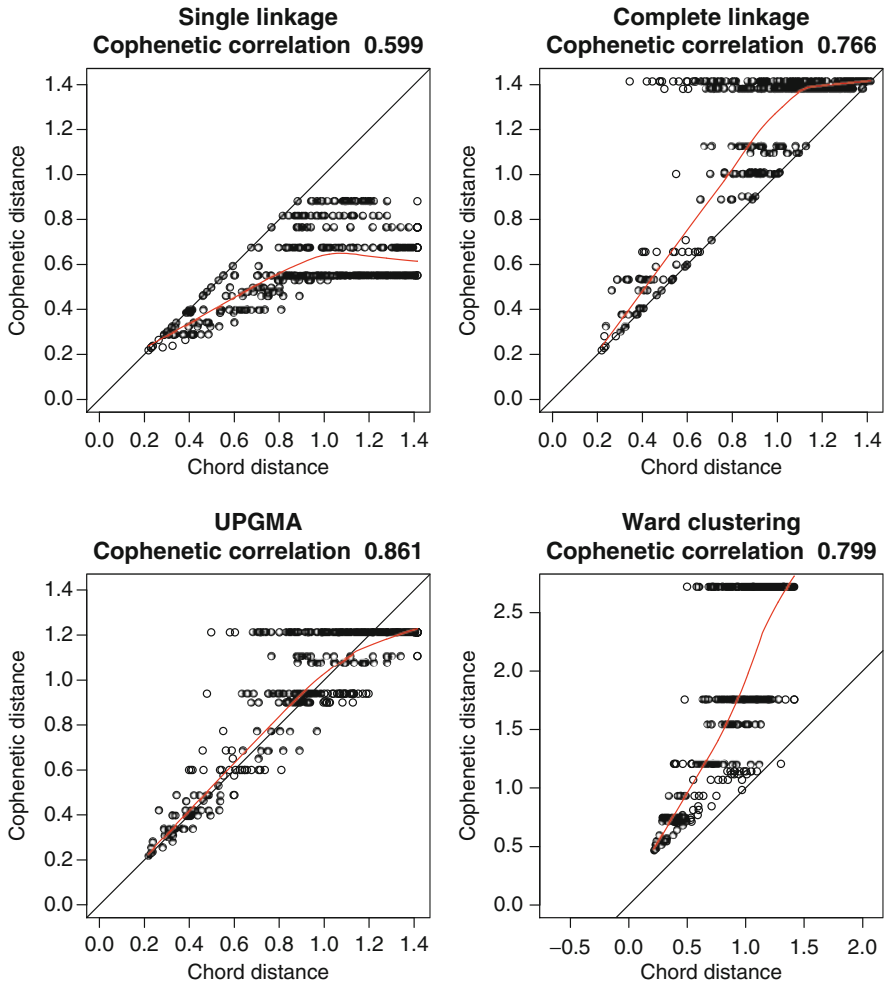 Single linkage
Cophenetic correlation 0.599
Cophenetic distance
1.4
1.2
1.0
0.8
0.6
0.4
0.2
0.0
0.0 0.2 0.4 0.6 0.8 1.0 1.2 1.4
Chord distance
Complete linkage
Cophenetic correlation 0.766
Cophenetic distance
1.4
1.2
1.0
0.8
0.6
0.4
0.2
0.0
0.0 0.2 0.4 0.6 0.8 1.0 1.2 1.4
Chord distance
UPGMA
Cophenetic correlation 0.861
Cophenetic distance
1.4
1.2
1.0
0.8
0.6
0.4
0.2
0.0
0.0 0.2 0.4 0.6 0.8 1.0 1.2 1.4
Chord distance
Ward clustering
Cophenetic correlation 0.799
Cophenetic distance
2.5
2.0
1.5
1.0
0.5
0.0
−0.5 0.0 0.5 1.0 1.5 2.0
Chord distance